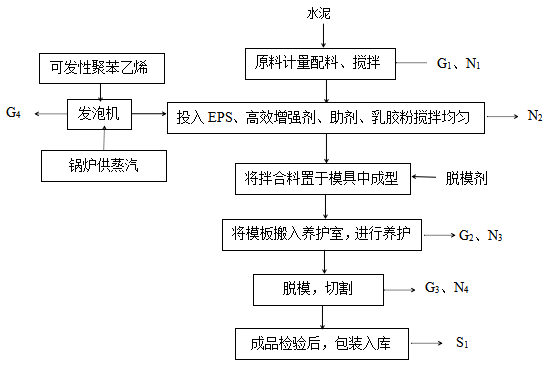 水泥
原料计量配料、搅拌
G1、N1
可发性聚苯乙烯
G4
发泡机
投入 EPS、高效增强剂、助剂、乳胶粉搅拌均匀
N2
锅炉供蒸汽
将拌合料置于模具中成型
脱模剂
将模板搬入养护室，进行养护
G2、N3
脱模，切割
G3、N4
成品检验后，包装入库
S1